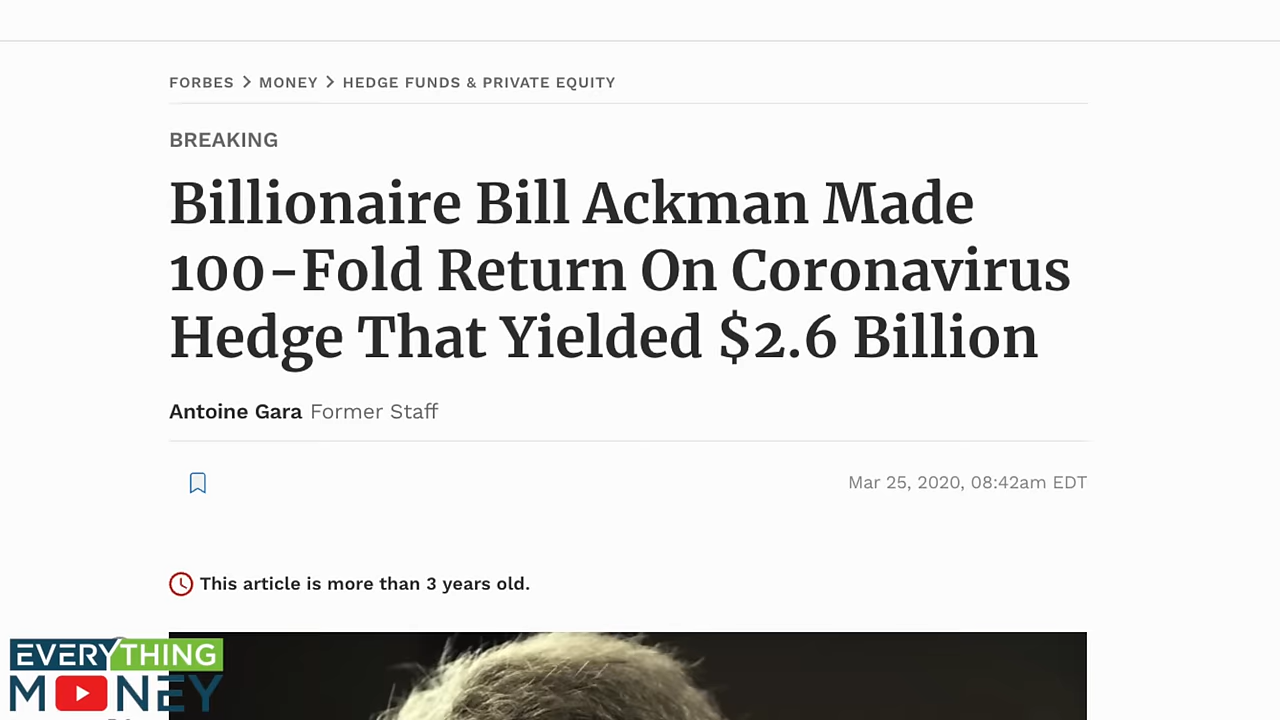 FORBES > MONEY > HEDGE FUNDS & PRIVATE EQUITY
BREAKING
Billionaire Bill Ackman Made
100-Fold Return On Coronavirus
Hedge That Yielded $2.6 Billion
Antoine Gara Former Staff
Mar 25, 2020, 08:42am EDT
This article is more than 3 years old.
EVERYTHING
MONEY